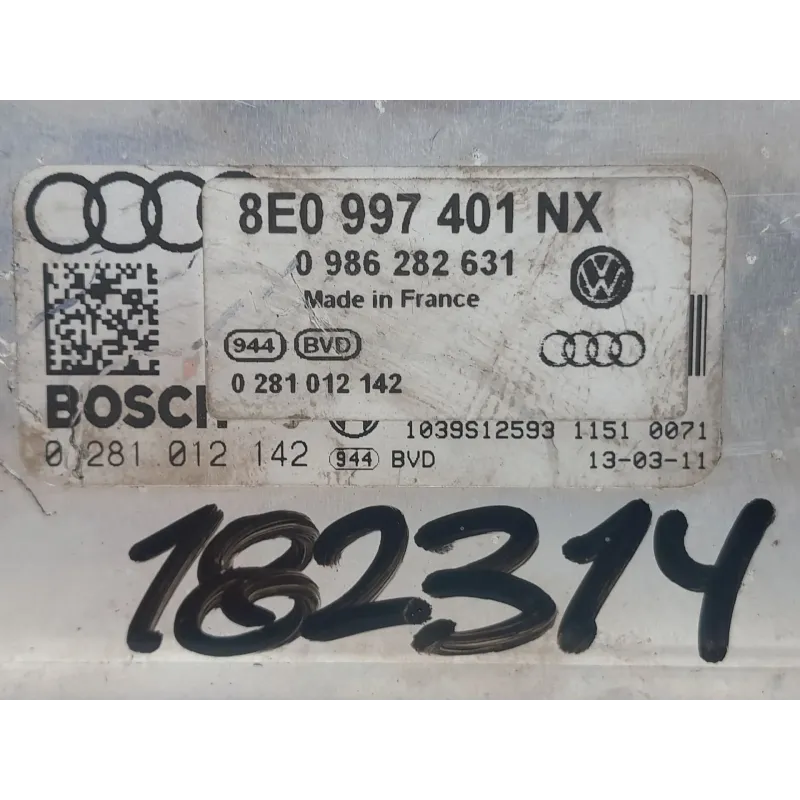 8E0 997 401 NX
0 986 282 631
Made in France
944 BVD
0 281 012 142
BOSCH
1039S12593 1151 0071
0 281 012 142 944 BVD 13-03-11
182314